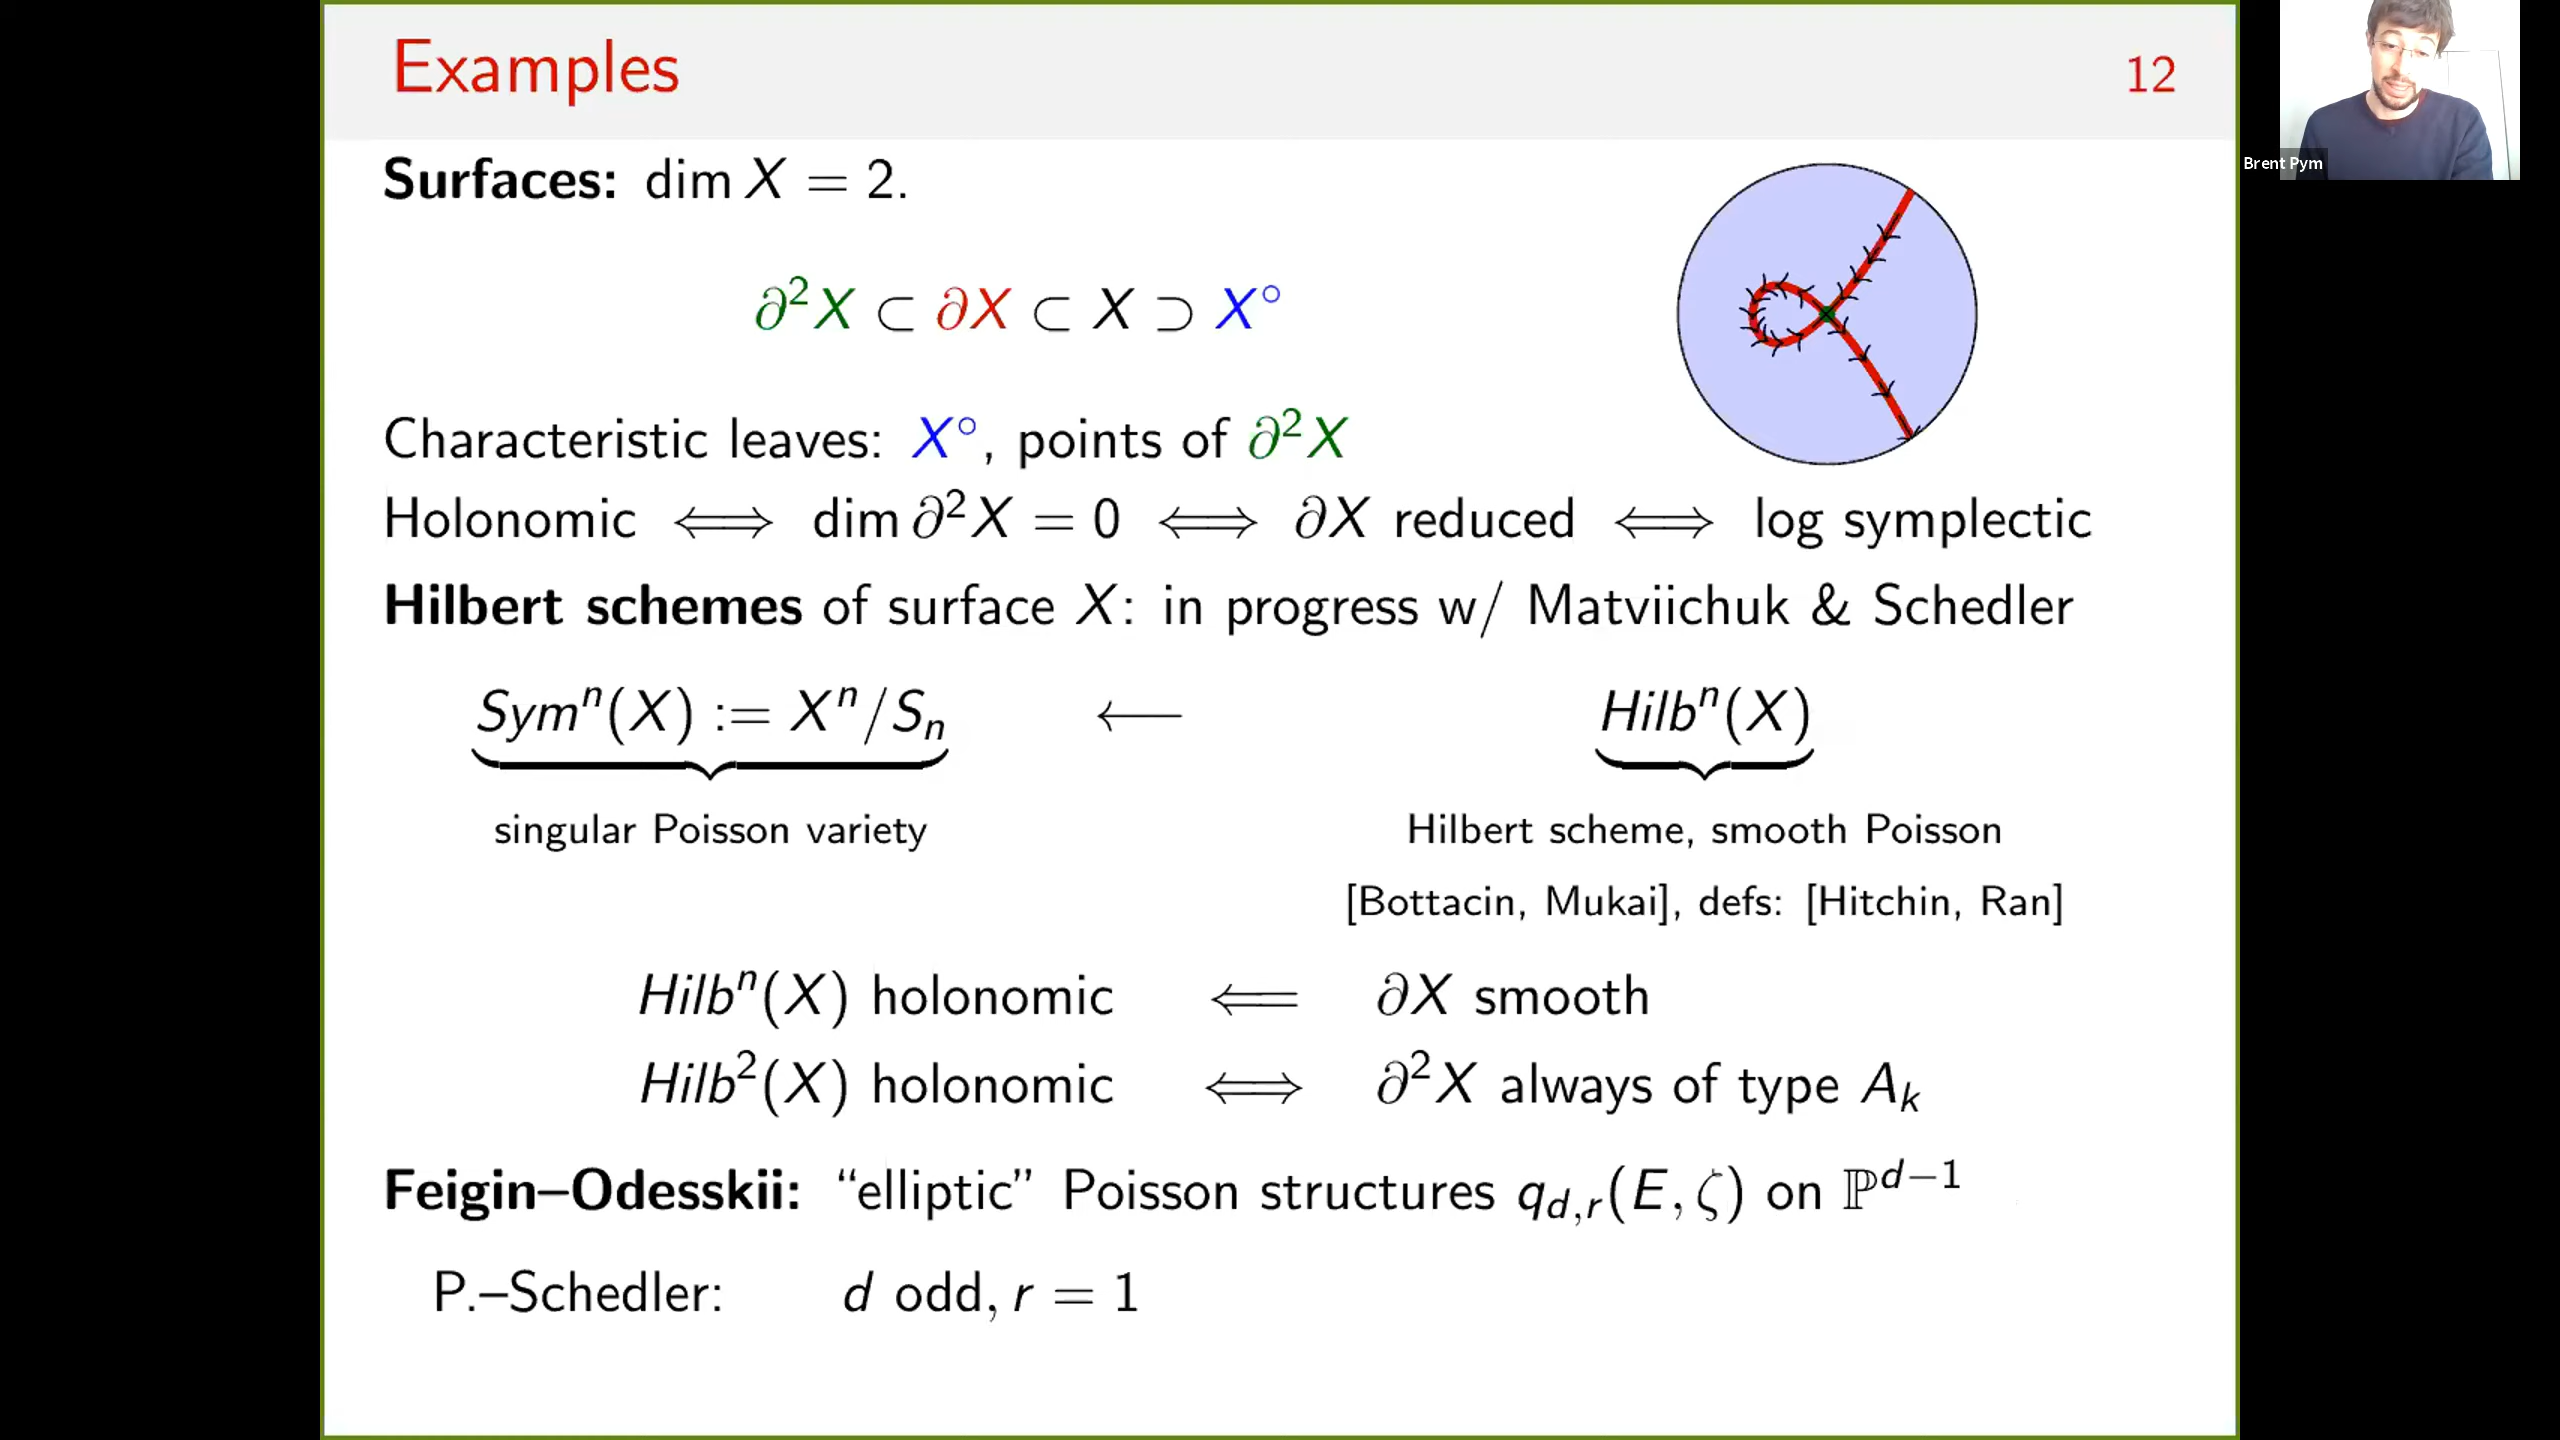 Examples
12
Brent Pym
Surfaces: dim X = 2.
∂²X ⊂ ∂X ⊂ X ⊃ X°
Characteristic leaves: X°, points of ∂²X
Holonomic ⟺ dim ∂²X = 0 ⟺ ∂X reduced ⟺ log symplectic
Hilbert schemes of surface X: in progress w/ Matviichuk & Schedler
Symⁿ(X) := Xⁿ/Sₙ ⟵ Hilbⁿ(X)
singular Poisson variety Hilbert scheme, smooth Poisson
[Bottacin, Mukai], defs: [Hitchin, Ran]
Hilbⁿ(X) holonomic ⟸ ∂X smooth
Hilb²(X) holonomic ⟺ ∂²X always of type Aₖ
Feigin–Odesskii: “elliptic” Poisson structures q_{d,r}(E, ζ) on ℙ^{d−1}
P.–Schedler: d odd, r = 1